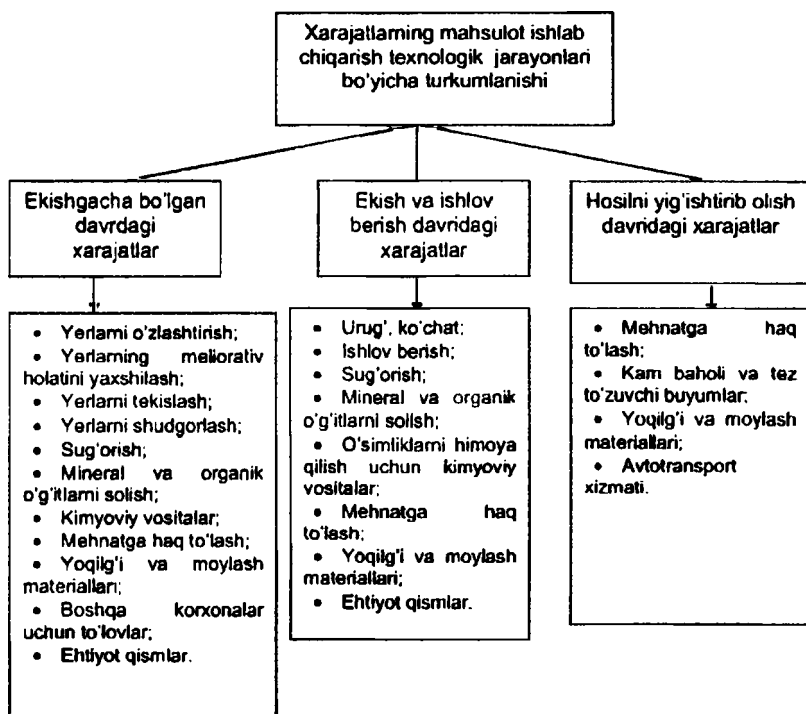 Xarajatlarning mahsulot ishlab
chiqarish texnologik jarayonlari
bo'yicha turkumlanishi
Ekishgacha bo'lgan
davrdagi
xarajatlar
Ekish va ishlov
berish davridagi
xarajatlar
Hosilni yig'ishtirib olish
davridagi xarajatlar
• Yerlarni o'zlashtirish;
• Yerlarning meliorativ
holatini yaxshilash;
• Yerlarni tekislash;
• Yerlarni shudgorlash;
• Sug'orish;
• Mineral va organik
o'g'itlarni solish;
• Kimyoviy vositalar;
• Mehnatga haq to'lash;
• Yoqilg'i va moylash
materiallari;
• Boshqa korxonalar
uchun to'lovlar;
• Ehtiyot qismlar.
• Urug', ko'chat;
• Ishlov berish;
• Sug'orish;
• Mineral va organik
o'g'itlarni solish;
• O'simliklarni himoya
qilish uchun kimyoviy
vositalar;
• Mehnatga haq
to'lash;
• Yoqilg'i va moylash
materiallari;
• Ehtiyot qismlar.
• Mehnatga haq
to'lash;
• Kam baholi va tez
to'zuvchi buyumlar;
• Yoqilg'i va moylash
materiallari;
• Avtotransport
xizmati.